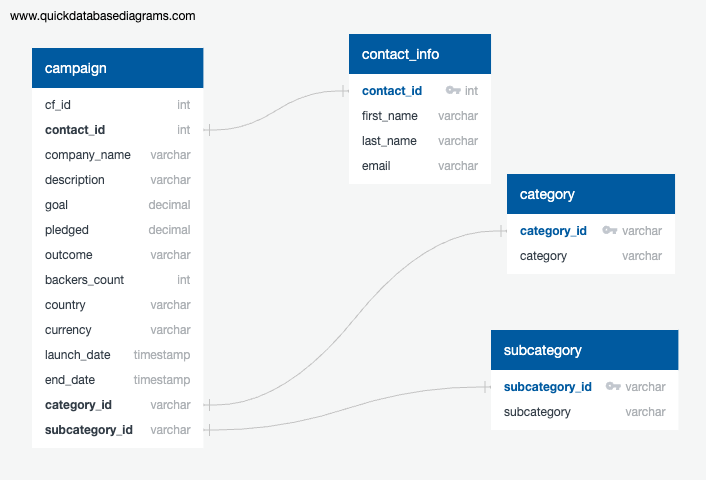 www.quickdatabasediagrams.com
campaign
cf_id int
contact_id int
company_name varchar
description varchar
goal decimal
pledged decimal
outcome varchar
backers_count int
country varchar
currency varchar
launch_date timestamp
end_date timestamp
category_id varchar
subcategory_id varchar
contact_info
contact_id int
first_name varchar
last_name varchar
email varchar
category
category_id varchar
category varchar
subcategory
subcategory_id varchar
subcategory varchar